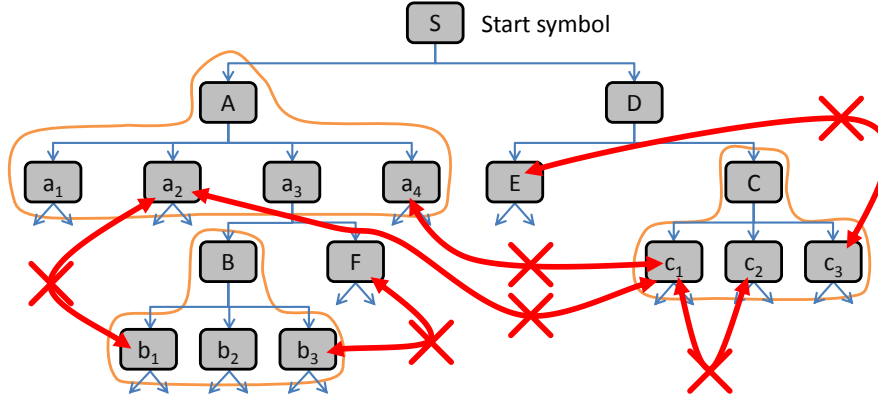 S Start symbol
A D
a₁ a₂ a₃ a₄ E C
B F c₁ c₂ c₃
b₁ b₂ b₃